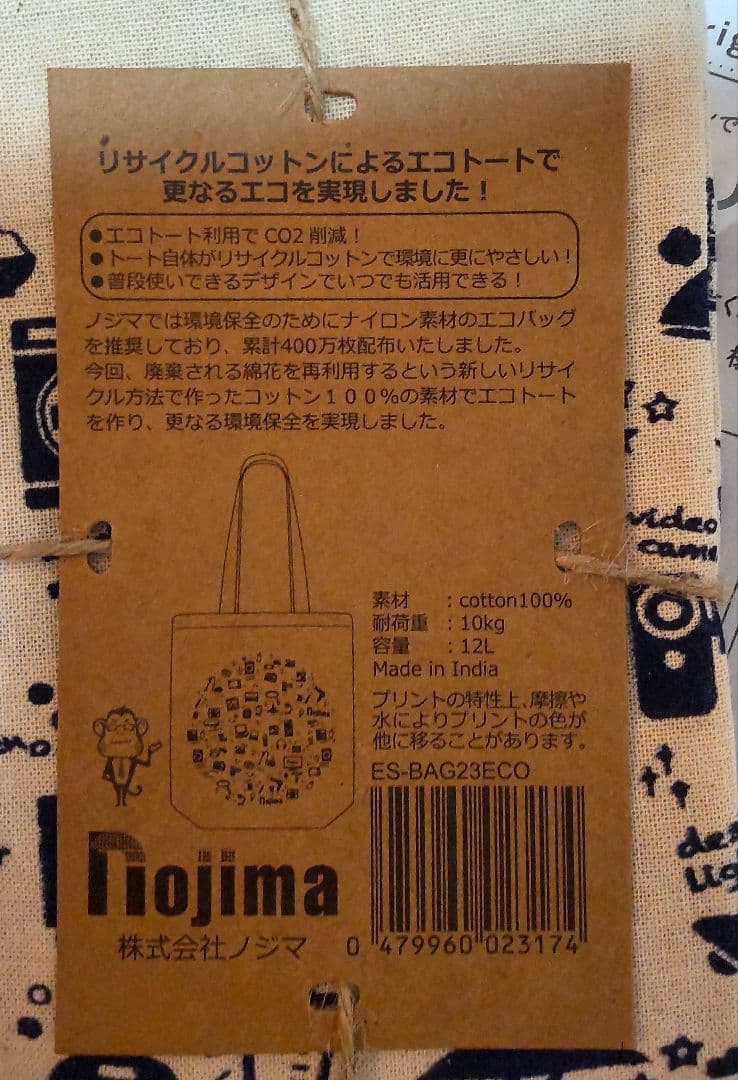 リサイクルコットンによるエコトートで
更なるエコを実現しました！
●エコトート利用で CO2 削減！
●トート自体がリサイクルコットンで環境に更にやさしい！
●普段使いできるデザインでいつでも活用できる！
ノジマでは環境保全のためにナイロン素材のエコバッグ
を推奨しており、累計400万枚配布いたしました。
今回、廃棄される綿花を再利用するという新しいリサイ
クル方法で作ったコットン１００％の素材でエコトート
を作り、更なる環境保全を実現しました。
素材　：cotton100%
耐荷重　：10kg
容量　：12L
Made in India
プリントの特性上、摩擦や
水によりプリントの色が
他に移ることがあります。
ES-BAG23ECO
nojima
株式会社ノジマ
0 479960 023174
video